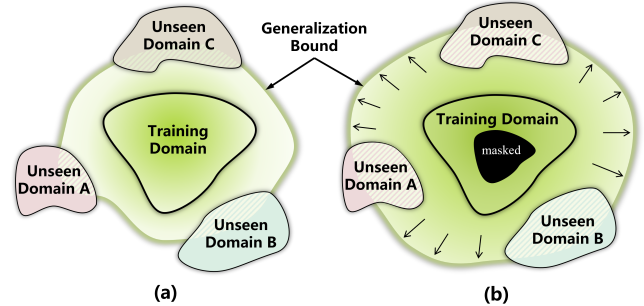 Unseen
Domain C
Training
Domain
Unseen
Domain A
Unseen
Domain B
(a)
Generalization
Bound
Unseen
Domain C
Training Domain
masked
Unseen
Domain A
Unseen
Domain B
(b)